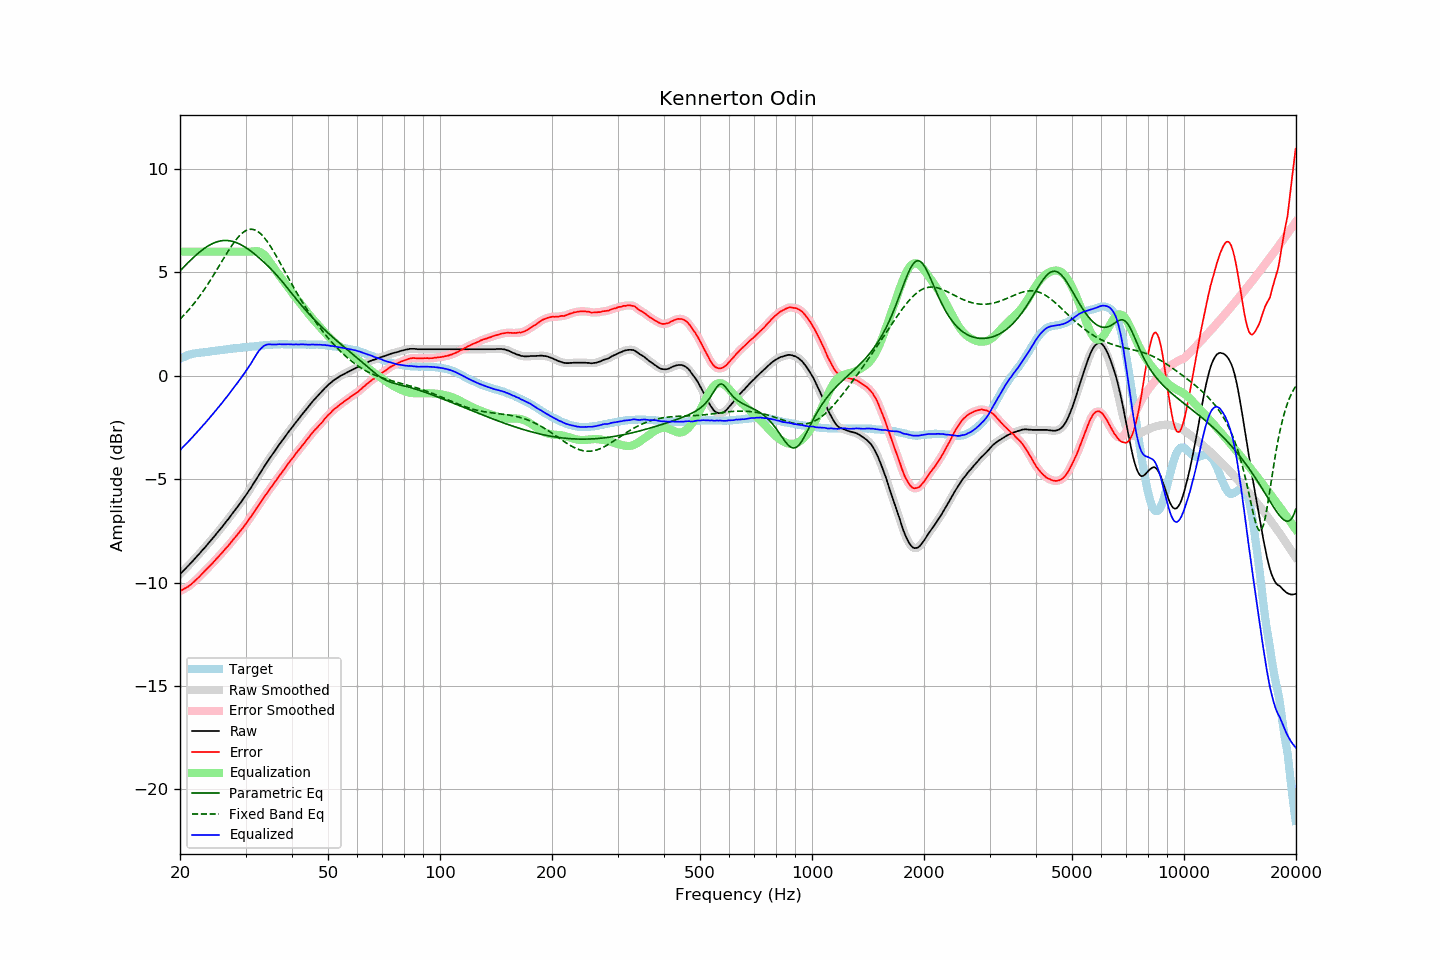 Kennerton Odin
Amplitude (dBr)
10
5
0
−5
−10
−15
−20
Target
Raw Smoothed
Error Smoothed
Raw
Error
Equalization
Parametric Eq
Fixed Band Eq
Equalized
20 50 100 200 500 1000 2000 5000 10000 20000
Frequency (Hz)